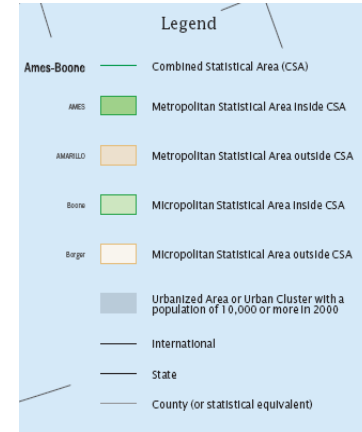 Legend
Ames-Boone Combined Statistical Area (CSA)
AMES Metropolitan Statistical Area inside CSA
AMARILLO Metropolitan Statistical Area outside CSA
Boone Micropolitan Statistical Area inside CSA
Borger Micropolitan Statistical Area outside CSA
Urbanized Area or Urban Cluster with a
population of 10,000 or more in 2000
International
State
County (or statistical equivalent)